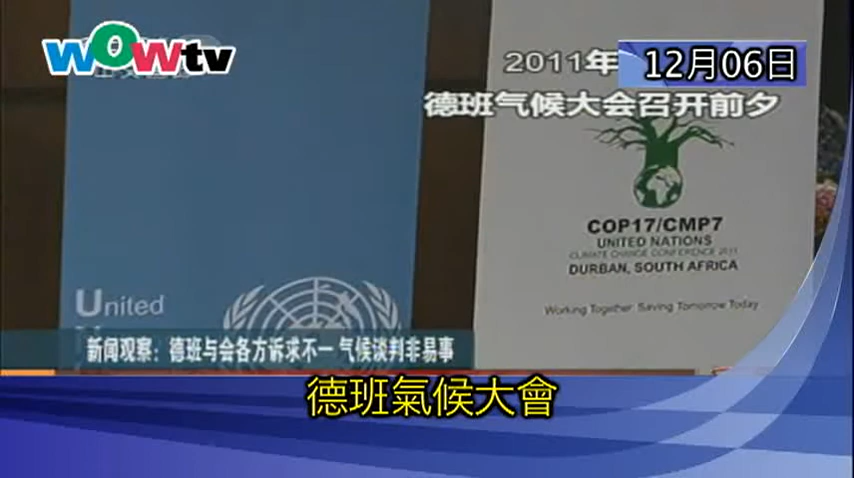 WOWtv
2011年
12月06日
德班气候大会召开前夕
COP17/CMP7
UNITED NATIONS
CLIMATE CHANGE CONFERENCE 2011
DURBAN, SOUTH AFRICA
Working Together Saving Tomorrow Today
United
新闻观察：德班与会各方诉求不一 气候谈判非易事
德班氣候大會